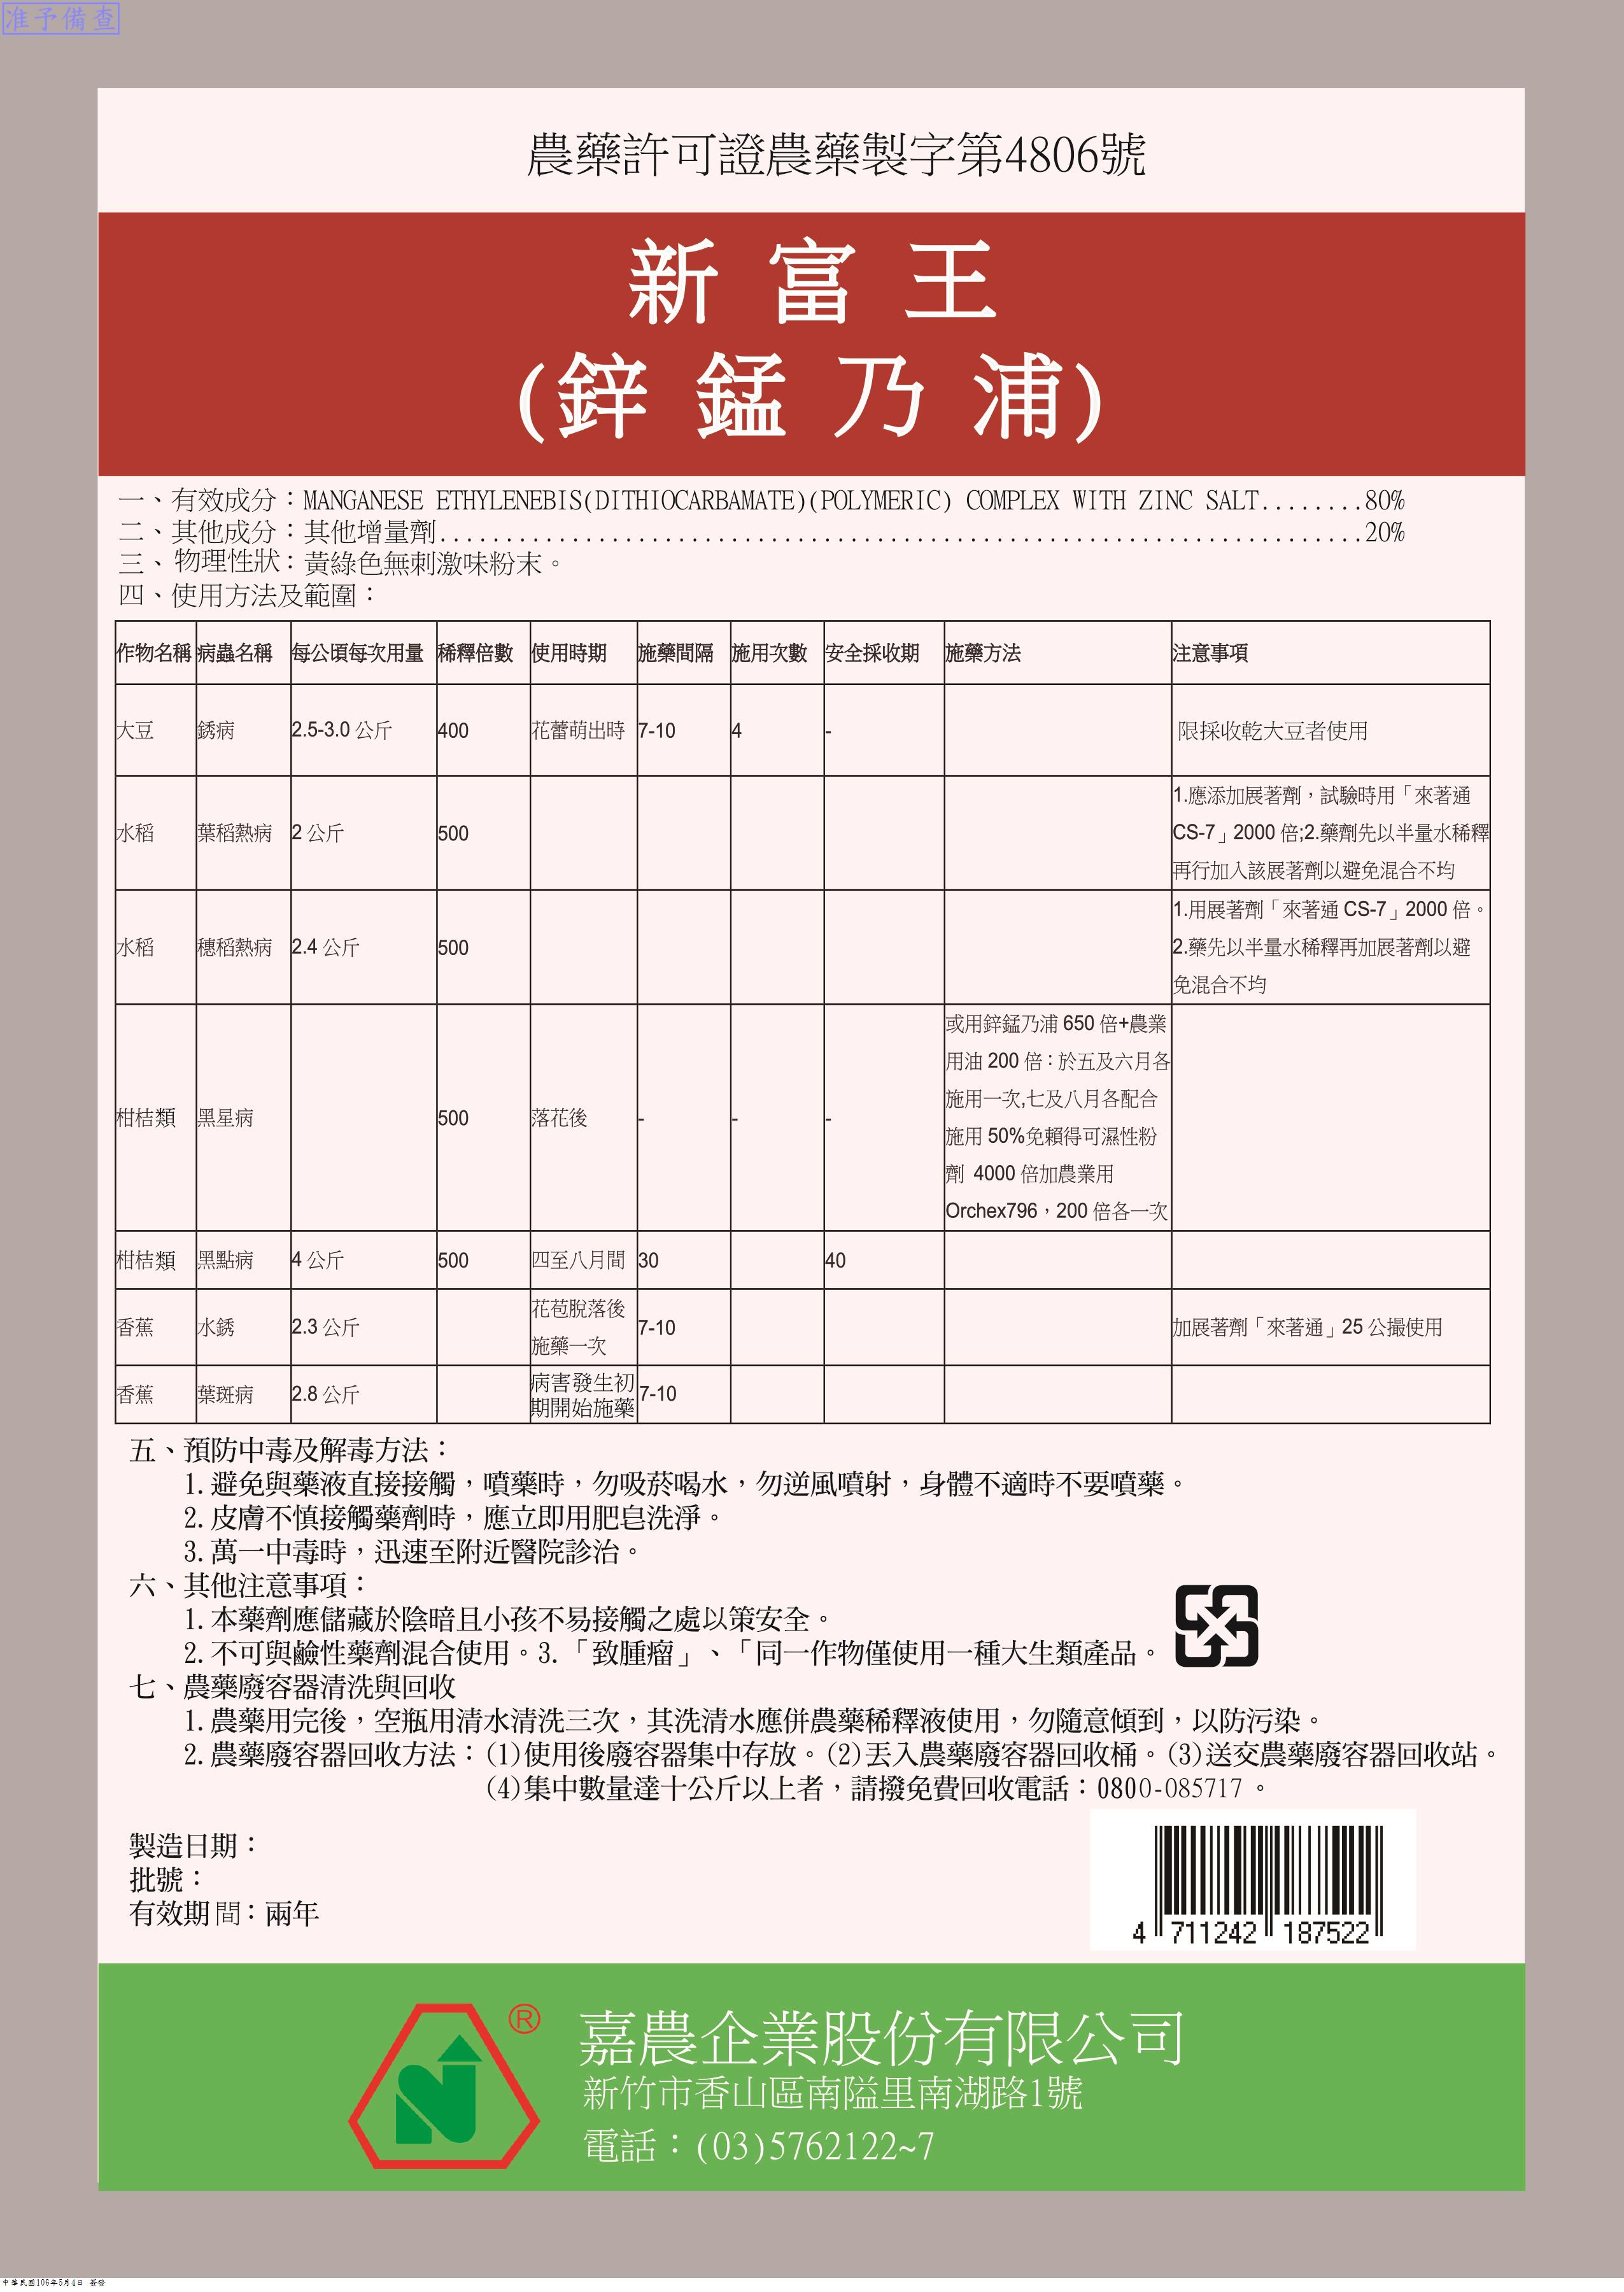 准予備查
農藥許可證農藥製字第4806號
新富王
(鋅錳乃浦)
一、有效成分：MANGANESE ETHYLENEBIS(DITHIOCARBAMATE)(POLYMERIC) COMPLEX WITH ZINC SALT........80%
二、其他成分：其他增量劑......................................................................20%
三、物理性狀：黃綠色無刺激味粉末。
四、使用方法及範圍：
作物名稱 病蟲名稱 每公頃每次用量 稀釋倍數 使用時期 施藥間隔 施用次數 安全採收期 施藥方法 注意事項
大豆 銹病 2.5-3.0 公斤 400 花蕾萌出時 7-10 4 - 限採收乾大豆者使用
水稻 葉稻熱病 2 公斤 500
1.應添加展著劑，試驗時用「來著通
CS-7」2000 倍;2.藥劑先以半量水稀釋
再行加入該展著劑以避免混合不均
水稻 穗稻熱病 2.4 公斤 500
1.用展著劑「來著通 CS-7」2000 倍。
2.藥先以半量水稀釋再加展著劑以避
免混合不均
柑桔類 黑星病 500 落花後 - - -
或用鋅錳乃浦 650 倍+農業
用油 200 倍：於五及六月各
施用一次,七及八月各配合
施用 50%免賴得可濕性粉
劑 4000 倍加農業用
Orchex796，200 倍各一次
柑桔類 黑點病 4 公斤 500 四至八月間 30 40
香蕉 水銹 2.3 公斤
花苞脫落後
施藥一次
7-10 加展著劑「來著通」25 公撮使用
香蕉 葉斑病 2.8 公斤
病害發生初
期開始施藥
7-10
五、預防中毒及解毒方法：
1.避免與藥液直接接觸，噴藥時，勿吸菸喝水，勿逆風噴射，身體不適時不要噴藥。
2.皮膚不慎接觸藥劑時，應立即用肥皂洗淨。
3.萬一中毒時，迅速至附近醫院診治。
六、其他注意事項：
1.本藥劑應儲藏於陰暗且小孩不易接觸之處以策安全。
2.不可與鹼性藥劑混合使用。3.「致腫瘤」、「同一作物僅使用一種大生類產品。
七、農藥廢容器清洗與回收
1.農藥用完後，空瓶用清水清洗三次，其洗清水應併農藥稀釋液使用，勿隨意傾到，以防污染。
2.農藥廢容器回收方法：(1)使用後廢容器集中存放。(2)丟入農藥廢容器回收桶。(3)送交農藥廢容器回收站。
(4)集中數量達十公斤以上者，請撥免費回收電話：0800-085717。
製造日期：
批號：
有效期間：兩年
4 711242 187522
®
嘉農企業股份有限公司
新竹市香山區南隘里南湖路1號
電話：(03)5762122~7
中華民國106年5月4日 簽發